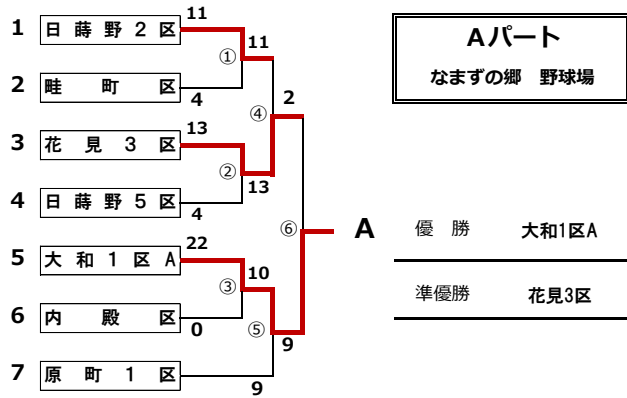 Aパート
なまずの郷 野球場
11
1 日蒔野2区
① 11
2 畦町区
4
④ 2
13
3 花見3区
② 13
4 日蒔野5区
4
⑥ A
優勝 大和1区A
22
5 大和1区A
③ 10
準優勝 花見3区
6 内殿区
0
⑤ 9
7 原町1区
9